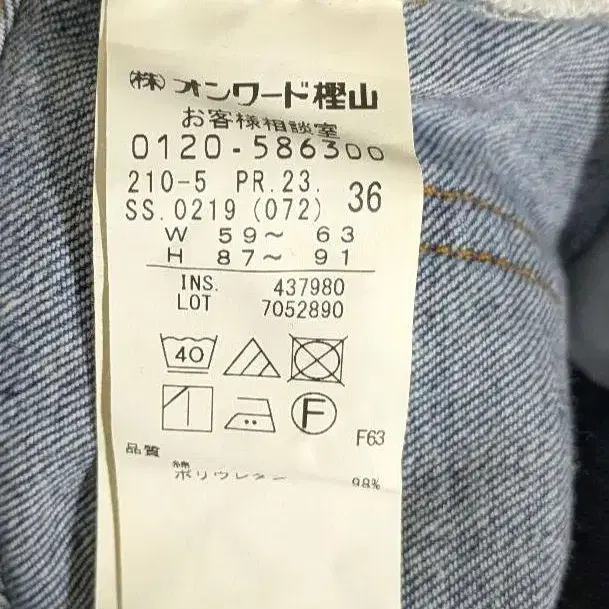 (株)オンワード樫山
お客様相談室
0120-586300
210-5 PR.23. 36
SS.0219 (072)
W 59〜 63
H 87〜 91
INS. 437980
LOT 7052890
40
F
F63
品質
綿 98%
ポリウレタン